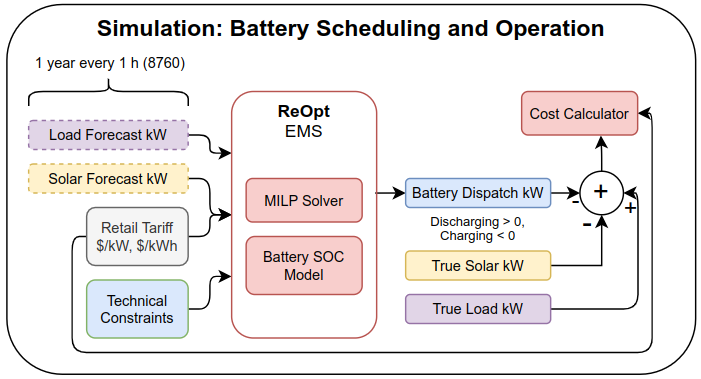 Simulation: Battery Scheduling and Operation
1 year every 1 h (8760)
Load Forecast kW
Solar Forecast kW
Retail Tariff
$/kW, $/kWh
Technical
Constraints
ReOpt
EMS
MILP Solver
Battery SOC
Model
Battery Dispatch kW
Discharging > 0,
Charging < 0
True Solar kW
True Load kW
Cost Calculator
+
-
-
+